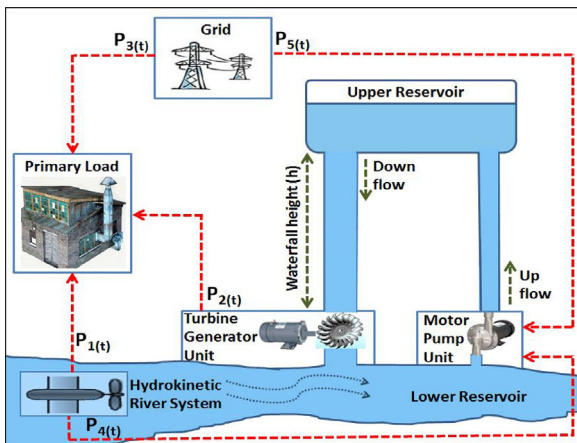 P3(t)
Grid
P5(t)
Upper Reservoir
Primary Load
Waterfall height (h)
Down
flow
Up
flow
P2(t)
Turbine
Generator
Unit
Motor
Pump
Unit
P1(t)
Hydrokinetic
River System
Lower Reservoir
P4(t)